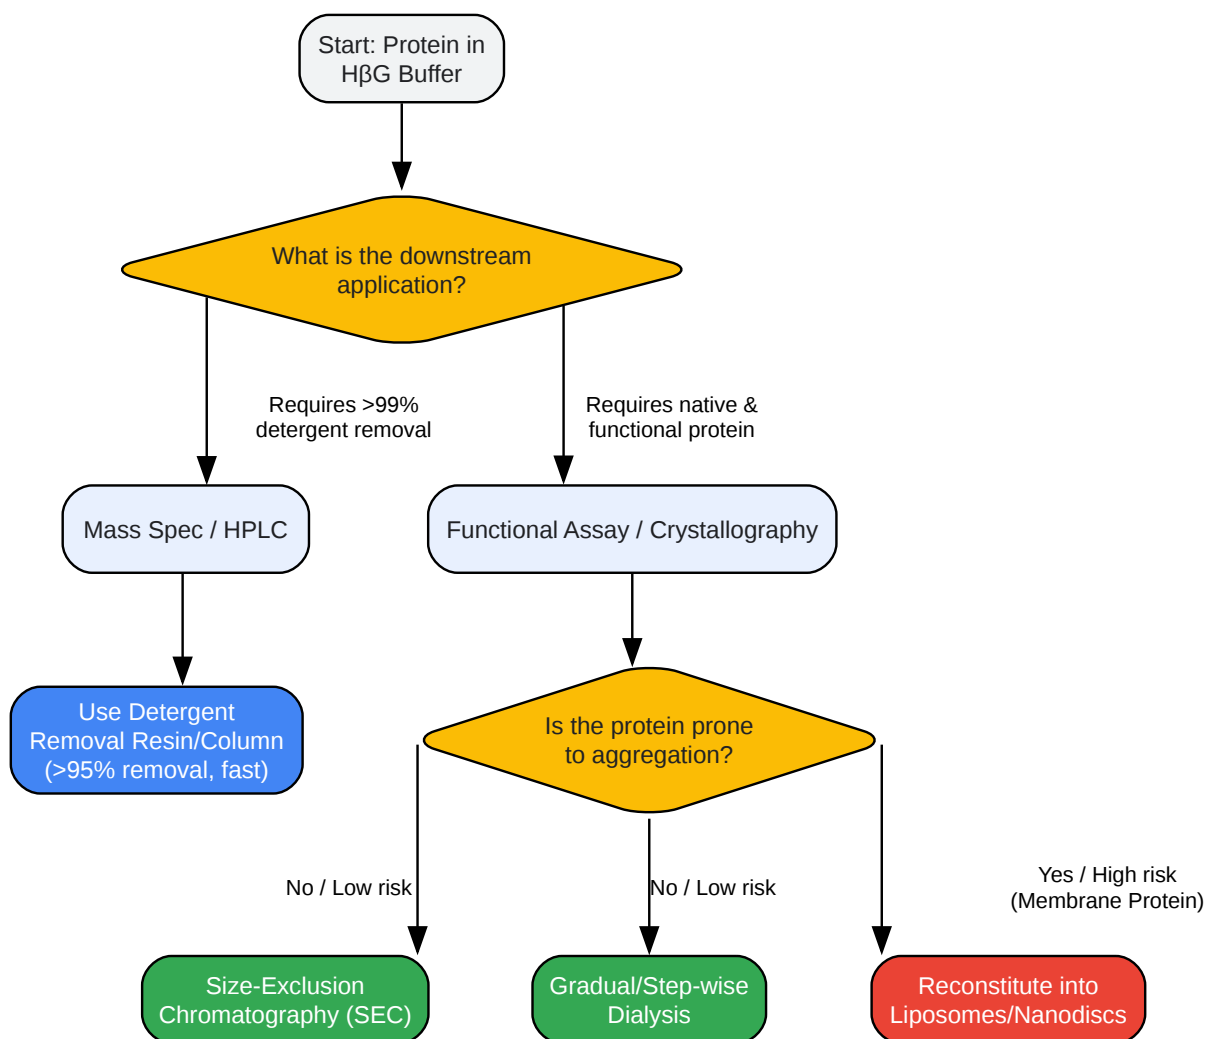 Start: Protein in
HβG Buffer
What is the downstream
application?
Requires >99%
detergent removal
Requires native &
functional protein
Mass Spec / HPLC
Functional Assay / Crystallography
Use Detergent
Removal Resin/Column
(>95% removal, fast)
Is the protein prone
to aggregation?
No / Low risk
No / Low risk
Yes / High risk
(Membrane Protein)
Size-Exclusion
Chromatography (SEC)
Gradual/Step-wise
Dialysis
Reconstitute into
Liposomes/Nanodiscs